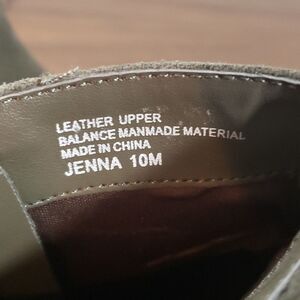 LEATHER UPPER
BALANCE MANMADE MATERIAL
MADE IN CHINA
JENNA 10M